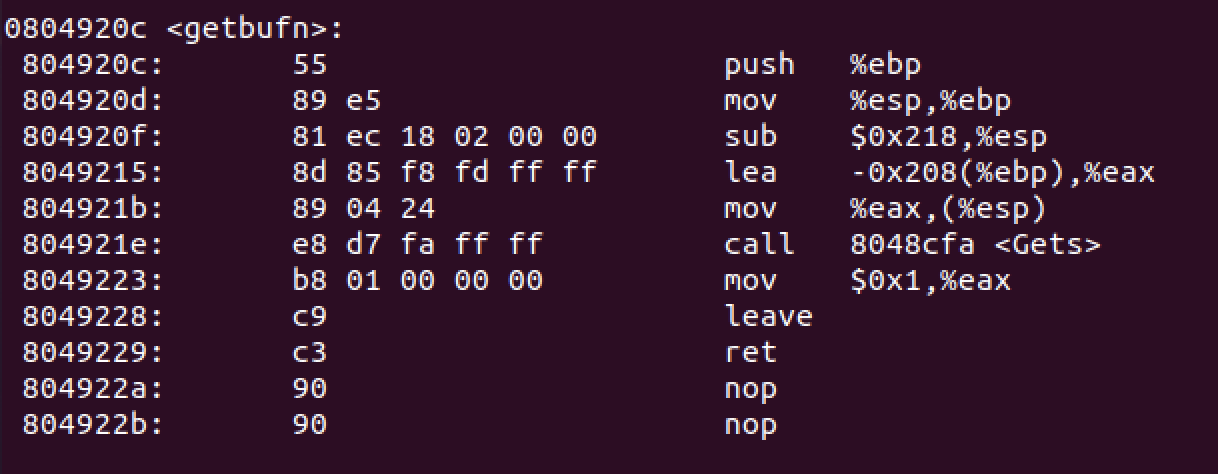 0804920c <getbufn>:
 804920c:	55                   	push   %ebp
 804920d:	89 e5                	mov    %esp,%ebp
 804920f:	81 ec 18 02 00 00    	sub    $0x218,%esp
 8049215:	8d 85 f8 fd ff ff    	lea    -0x208(%ebp),%eax
 804921b:	89 04 24             	mov    %eax,(%esp)
 804921e:	e8 d7 fa ff ff       	call   8048cfa <Gets>
 8049223:	b8 01 00 00 00       	mov    $0x1,%eax
 8049228:	c9                   	leave
 8049229:	c3                   	ret
 804922a:	90                   	nop
 804922b:	90                   	nop